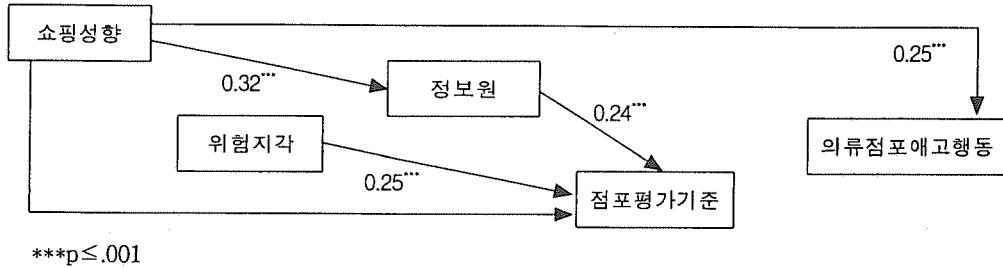 쇼핑성향
0.25***
0.32***
정보원
0.24***
위험지각
의류점포애고행동
0.25***
점포평가기준
***p≤.001